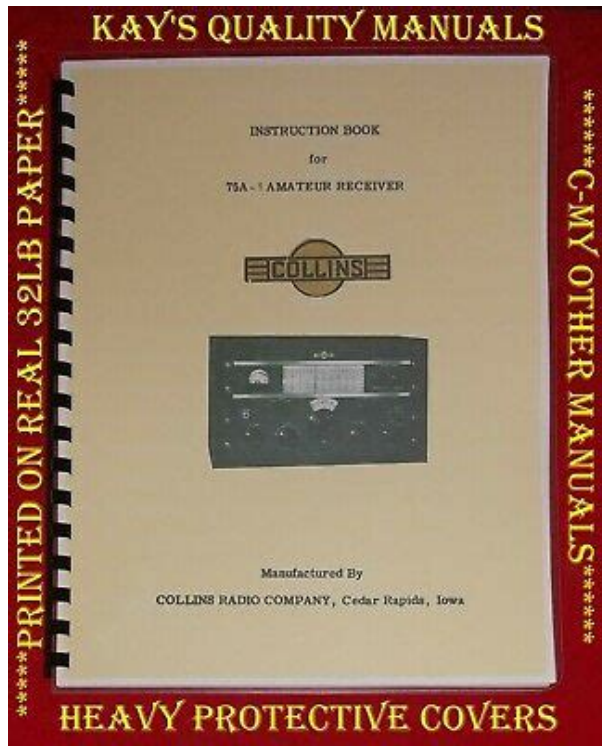 KAY'S QUALITY MANUALS
*****PRINTED ON REAL 32LB PAPER*****
INSTRUCTION BOOK
for
75A-1 AMATEUR RECEIVER
COLLINS
Manufactured By
COLLINS RADIO COMPANY, Cedar Rapids, Iowa
******C-MY OTHER MANUALS*******
HEAVY PROTECTIVE COVERS